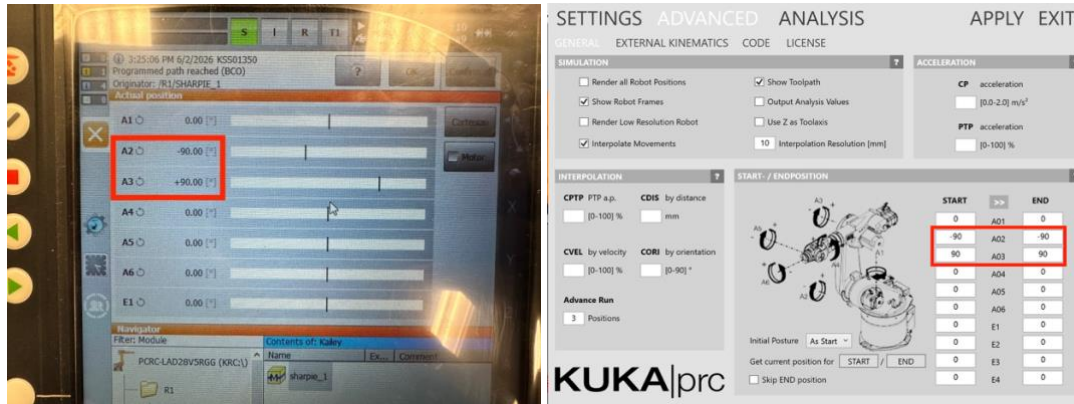 S I R T1
3:25:06 PM 6/2/2026 KSS01350
Programmed path reached (BCO)
Originator: /R1/SHARPIE_1
?
Actual position
A1 0.00 [°]
A2 -90.00 [°]
A3 +90.00 [°]
A4 0.00 [°]
A5 0.00 [°]
A6 0.00 [°]
E1 0.00 [°]
Cartesian
Motor
Navigator
Filter: Module
Contents of: Kailey
PCRC-LAD28V5RGG (KRC:\)
R1
Name Ex... Comment
sharpie_1
SETTINGS ADVANCED ANALYSIS APPLY EXIT
GENERAL EXTERNAL KINEMATICS CODE LICENSE
SIMULATION ?
Render all Robot Positions
Show Toolpath
Show Robot Frames
Output Analysis Values
Render Low Resolution Robot
Use Z as Toolaxis
Interpolate Movements
10 Interpolation Resolution [mm]
ACCELERATION
CP acceleration
[0.0-2.0] m/s²
PTP acceleration
[0-100] %
INTERPOLATION ?
CPTP PTP a.p. CDIS by distance
[0-100] % mm
CVEL by velocity CORI by orientation
[0-100] % [0-90] °
Advance Run
3 Positions
START- / ENDPOSITION
A3
A5
A4
A6
A2
A1
Initial Posture As Start
Get current position for START / END
Skip END position
START >> END
0 A01 0
-90 A02 -90
90 A03 90
0 A04 0
0 A05 0
0 A06 0
0 E1 0
0 E2 0
0 E3 0
0 E4 0
KUKA|prc